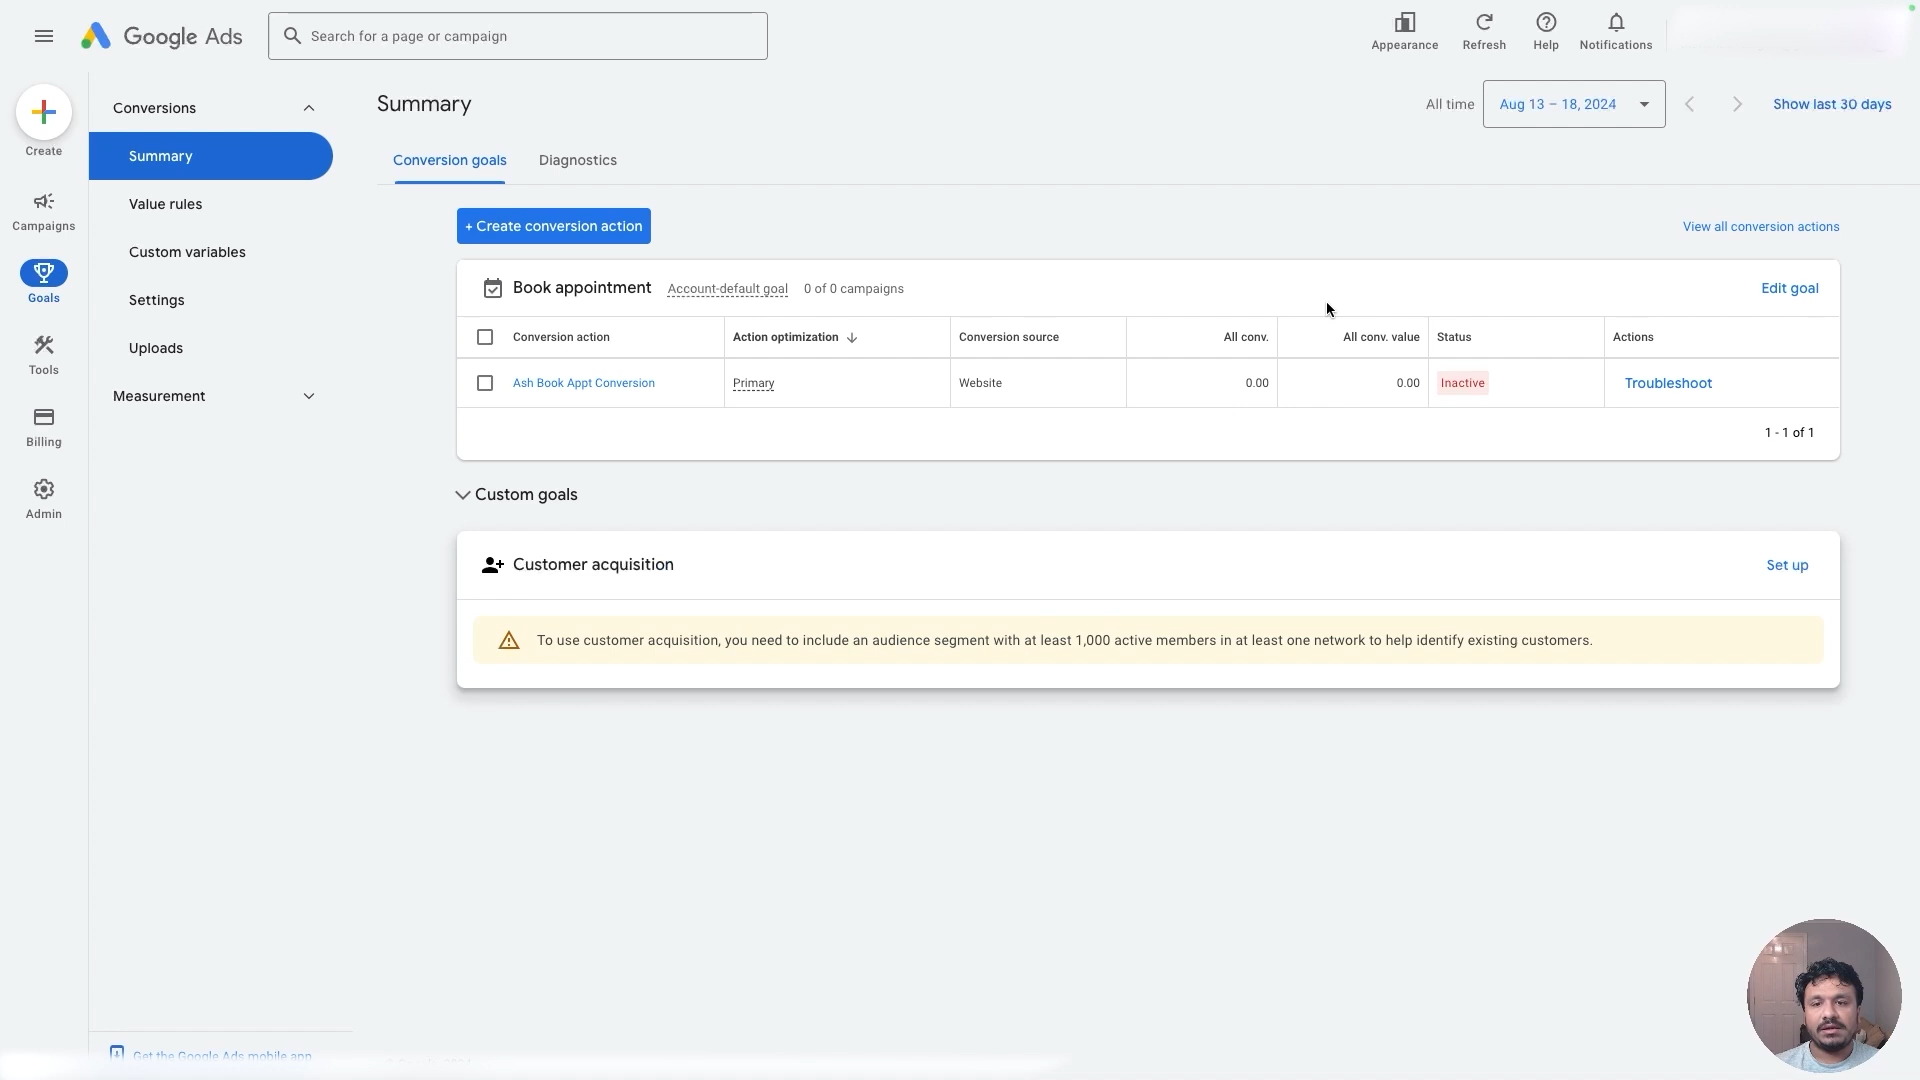 Google Ads
Search for a page or campaign
Appearance
Refresh
Help
Notifications
Create
Campaigns
Goals
Tools
Billing
Admin
Conversions
Summary
Value rules
Custom variables
Settings
Uploads
Measurement
Get the Google Ads mobile app
Summary
All time
Aug 13 – 18, 2024
Show last 30 days
Conversion goals
Diagnostics
+ Create conversion action
View all conversion actions
Book appointment Account-default goal 0 of 0 campaigns
Edit goal
Conversion action Action optimization Conversion source All conv. All conv. value Status Actions
Ash Book Appt Conversion Primary Website 0.00 0.00 Inactive Troubleshoot
1 - 1 of 1
Custom goals
Customer acquisition
Set up
To use customer acquisition, you need to include an audience segment with at least 1,000 active members in at least one network to help identify existing customers.